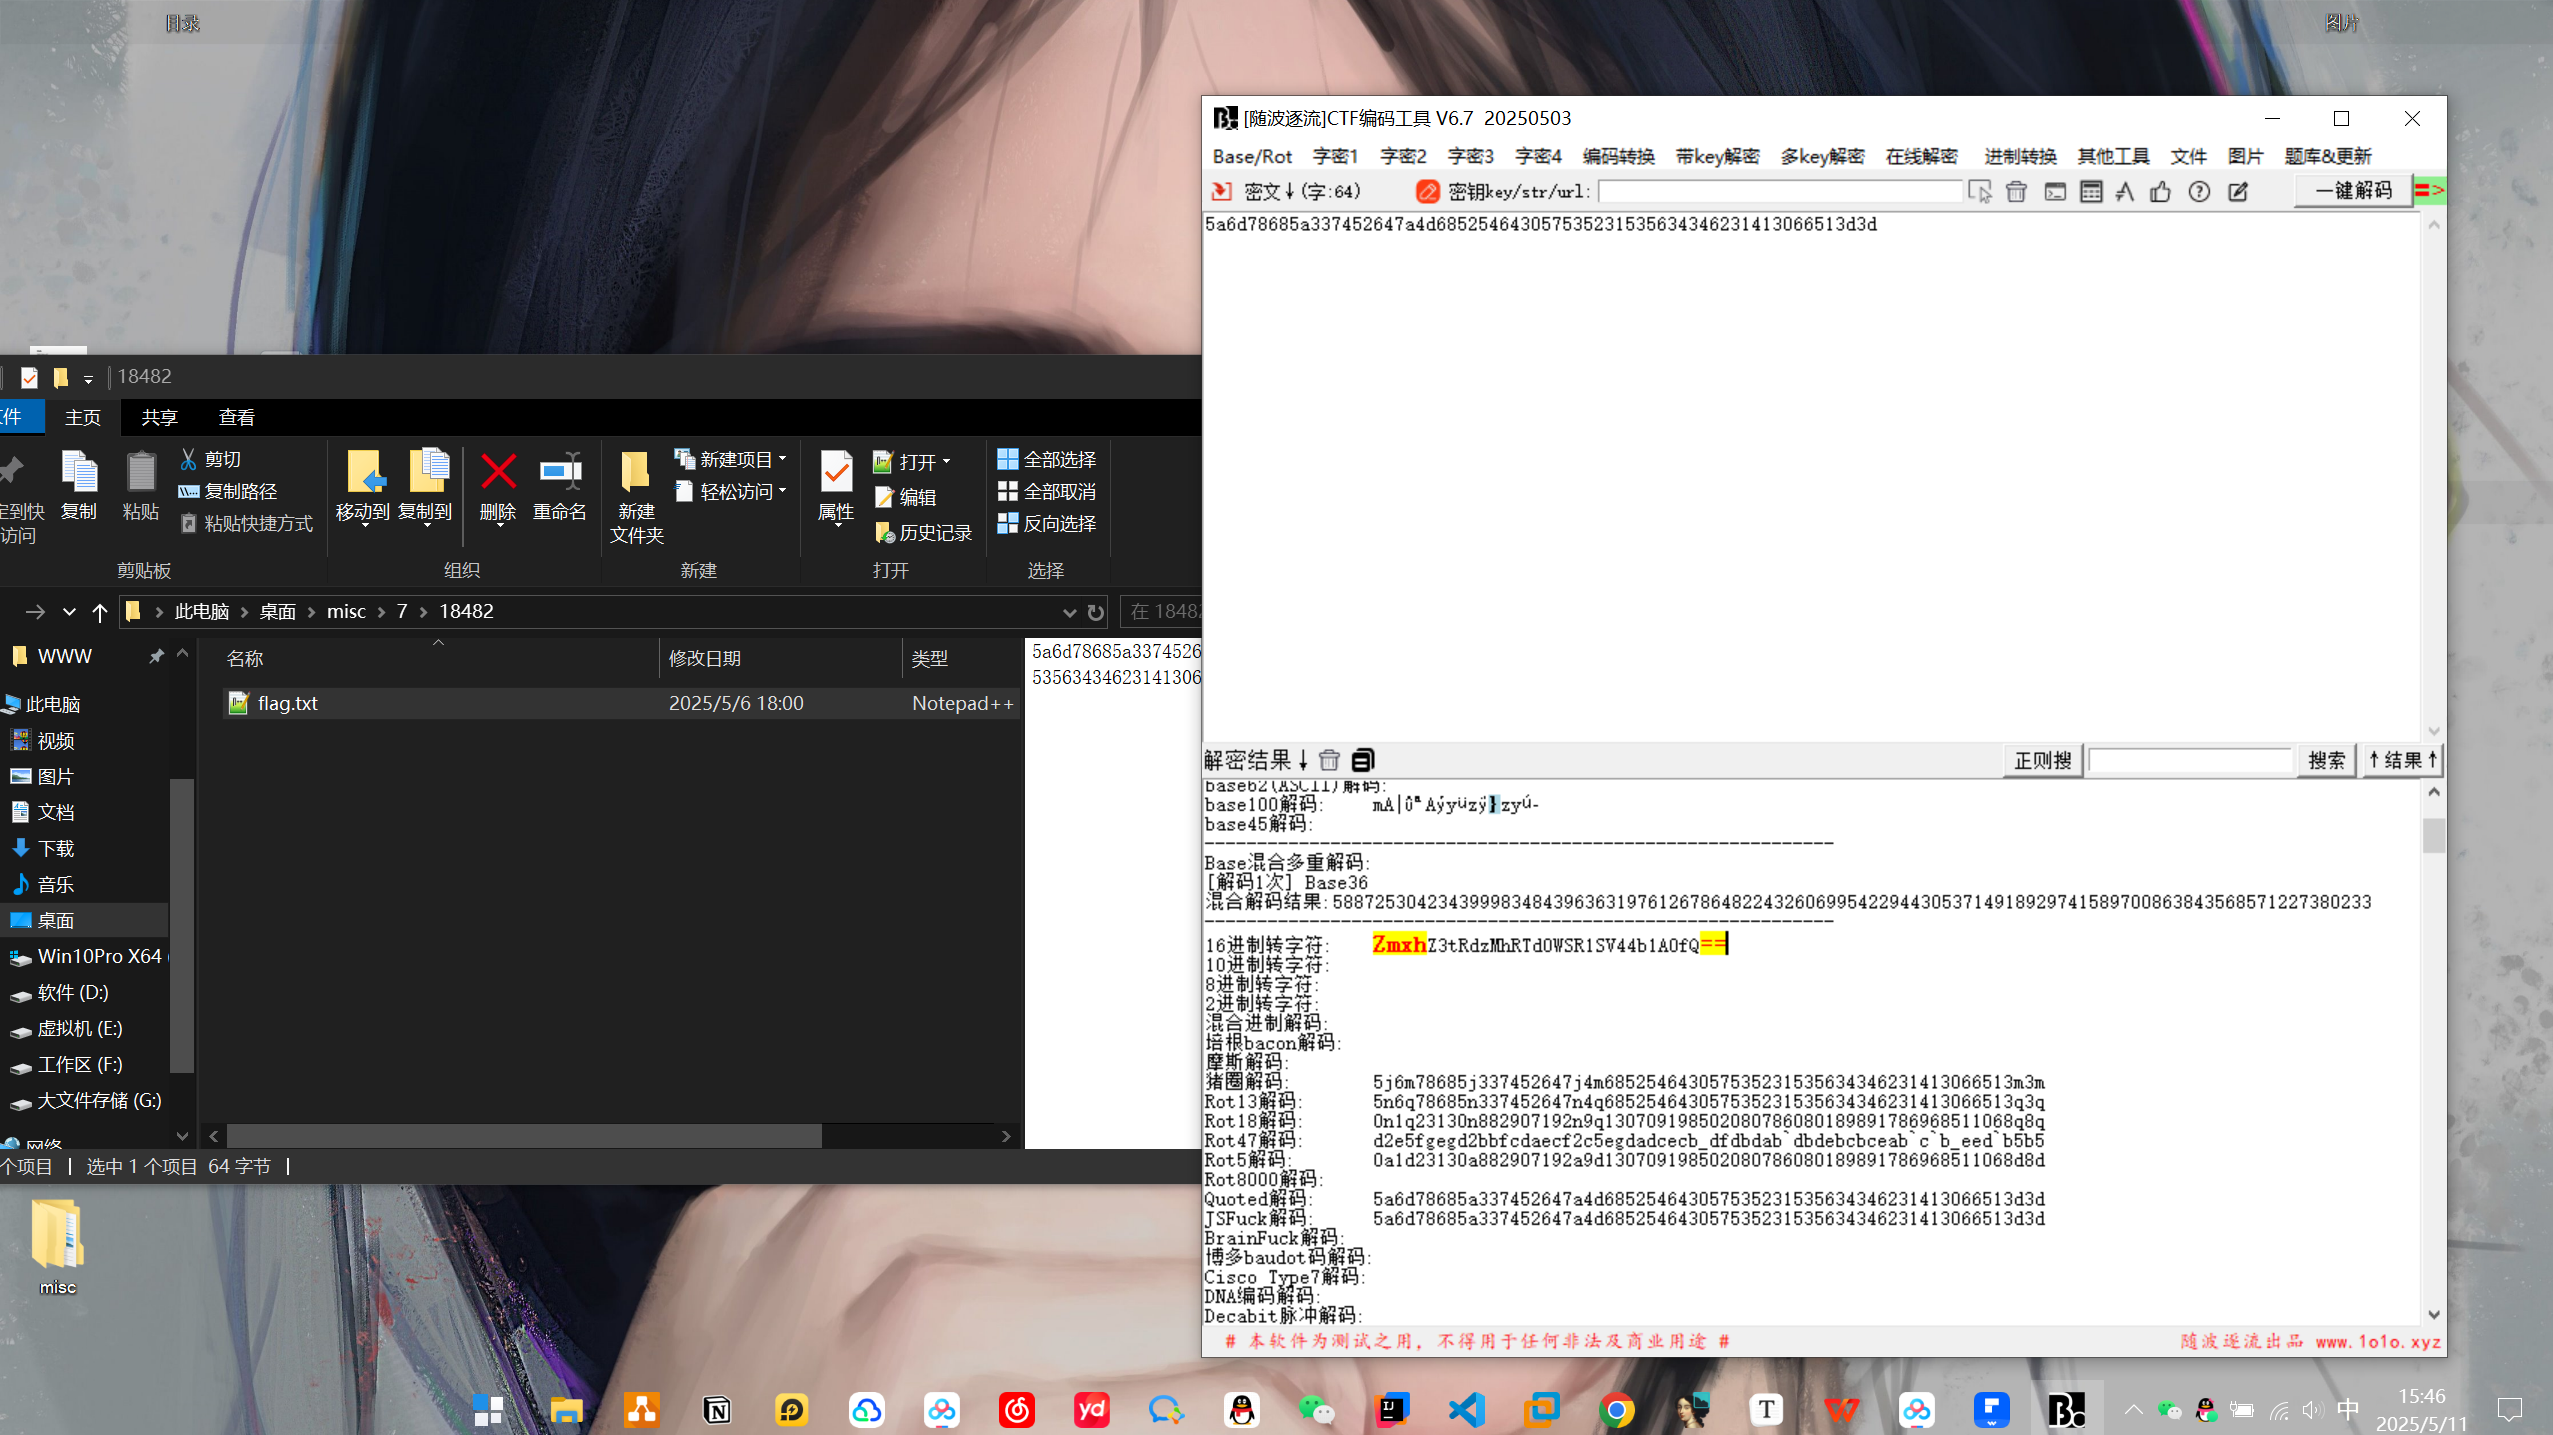 目录
图片
18482
主页 共享 查看
剪切
复制路径
粘贴快捷方式
复制
粘贴
访问
剪贴板
移动到
复制到
删除
重命名
组织
新建
文件夹
新建项目
轻松访问
新建
属性
打开
编辑
历史记录
打开
全部选择
全部取消
反向选择
选择
此电脑 > 桌面 > misc > 7 > 18482
在 1848
WWW
此电脑
视频
图片
文档
下载
音乐
桌面
Win10Pro X64
软件 (D:)
虚拟机 (E:)
工作区 (F:)
大文件存储 (G:)
网络
名称 修改日期 类型
flag.txt 2025/5/6 18:00 Notepad++
5a6d78685a3374526
53563434623141306
个项目 选中 1 个项目 64 字节
misc
[随波逐流]CTF编码工具 V6.7 20250503
Base/Rot 字密1 字密2 字密3 字密4 编码转换 带key解密 多key解密 在线解密 进制转换 其他工具 文件 图片 题库&更新
密文↓(字:64) 密钥key/str/url: 一键解码 =>
5a6d78685a337452647a4d685254643057535231535634346231413066513d3d
解密结果↓ 正则搜 搜索 ↑结果↑
base62(ASCII)解码:
base100解码:
base45解码:
------------------------------------------------------------
Base混合多重解码:
[解码1次] Base36
混合解码结果:588725304234399983484396363197612678648224326069954229443053714918929741589700863843568571227380233
------------------------------------------------------------
16进制转字符: ZmxhZ3tRdzMhRTd0WSR1SV44b1A0fQ==
10进制转字符:
8进制转字符:
2进制转字符:
混合进制解码:
培根bacon解码:
摩斯解码:
猪圈解码: 5j6m78685j337452647j4m685254643057535231535634346231413066513m3m
Rot13解码: 5n6q78685n337452647n4q685254643057535231535634346231413066513q3q
Rot18解码: 0n1q23130n882907192n9q130709198502080786080189891786968511068q8q
Rot47解码: d2e5fgegd2bbfcdaecf2c5egdadcecb_dfdbdab`dbdebcbceab`c`b_eed`b5b5
Rot5解码: 0a1d23130a882907192a9d130709198502080786080189891786968511068d8d
Rot8000解码:
Quoted解码: 5a6d78685a337452647a4d685254643057535231535634346231413066513d3d
JSFuck解码: 5a6d78685a337452647a4d685254643057535231535634346231413066513d3d
BrainFuck解码:
博多baudot码解码:
Cisco Type7解码:
DNA编码解码:
Decabit脉冲解码:
# 本软件为测试之用，不得用于任何非法及商业用途 # 随波逐流出品 www.1o1o.xyz
中
15:46
2025/5/11